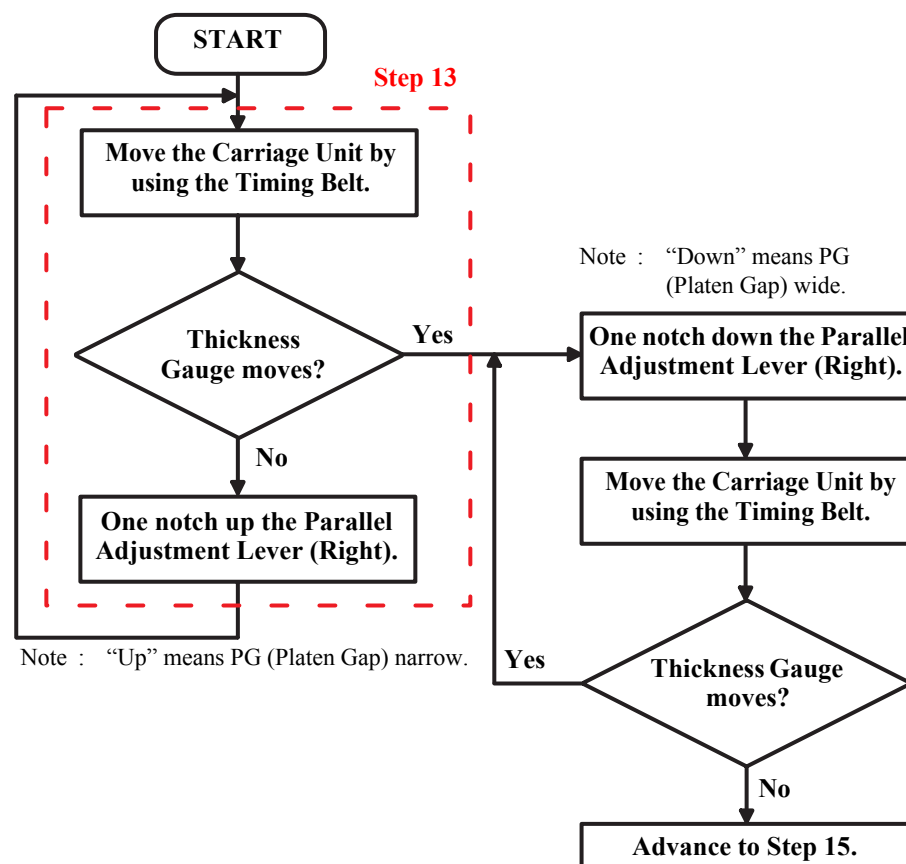 START
Step 13
Move the Carriage Unit by
using the Timing Belt.
Thickness
Gauge moves?
Yes
No
One notch up the Parallel
Adjustment Lever (Right).
Note : “Up” means PG (Platen Gap) narrow.
Note : “Down” means PG
(Platen Gap) wide.
One notch down the Parallel
Adjustment Lever (Right).
Move the Carriage Unit by
using the Timing Belt.
Thickness Gauge
moves?
Yes
No
Advance to Step 15.